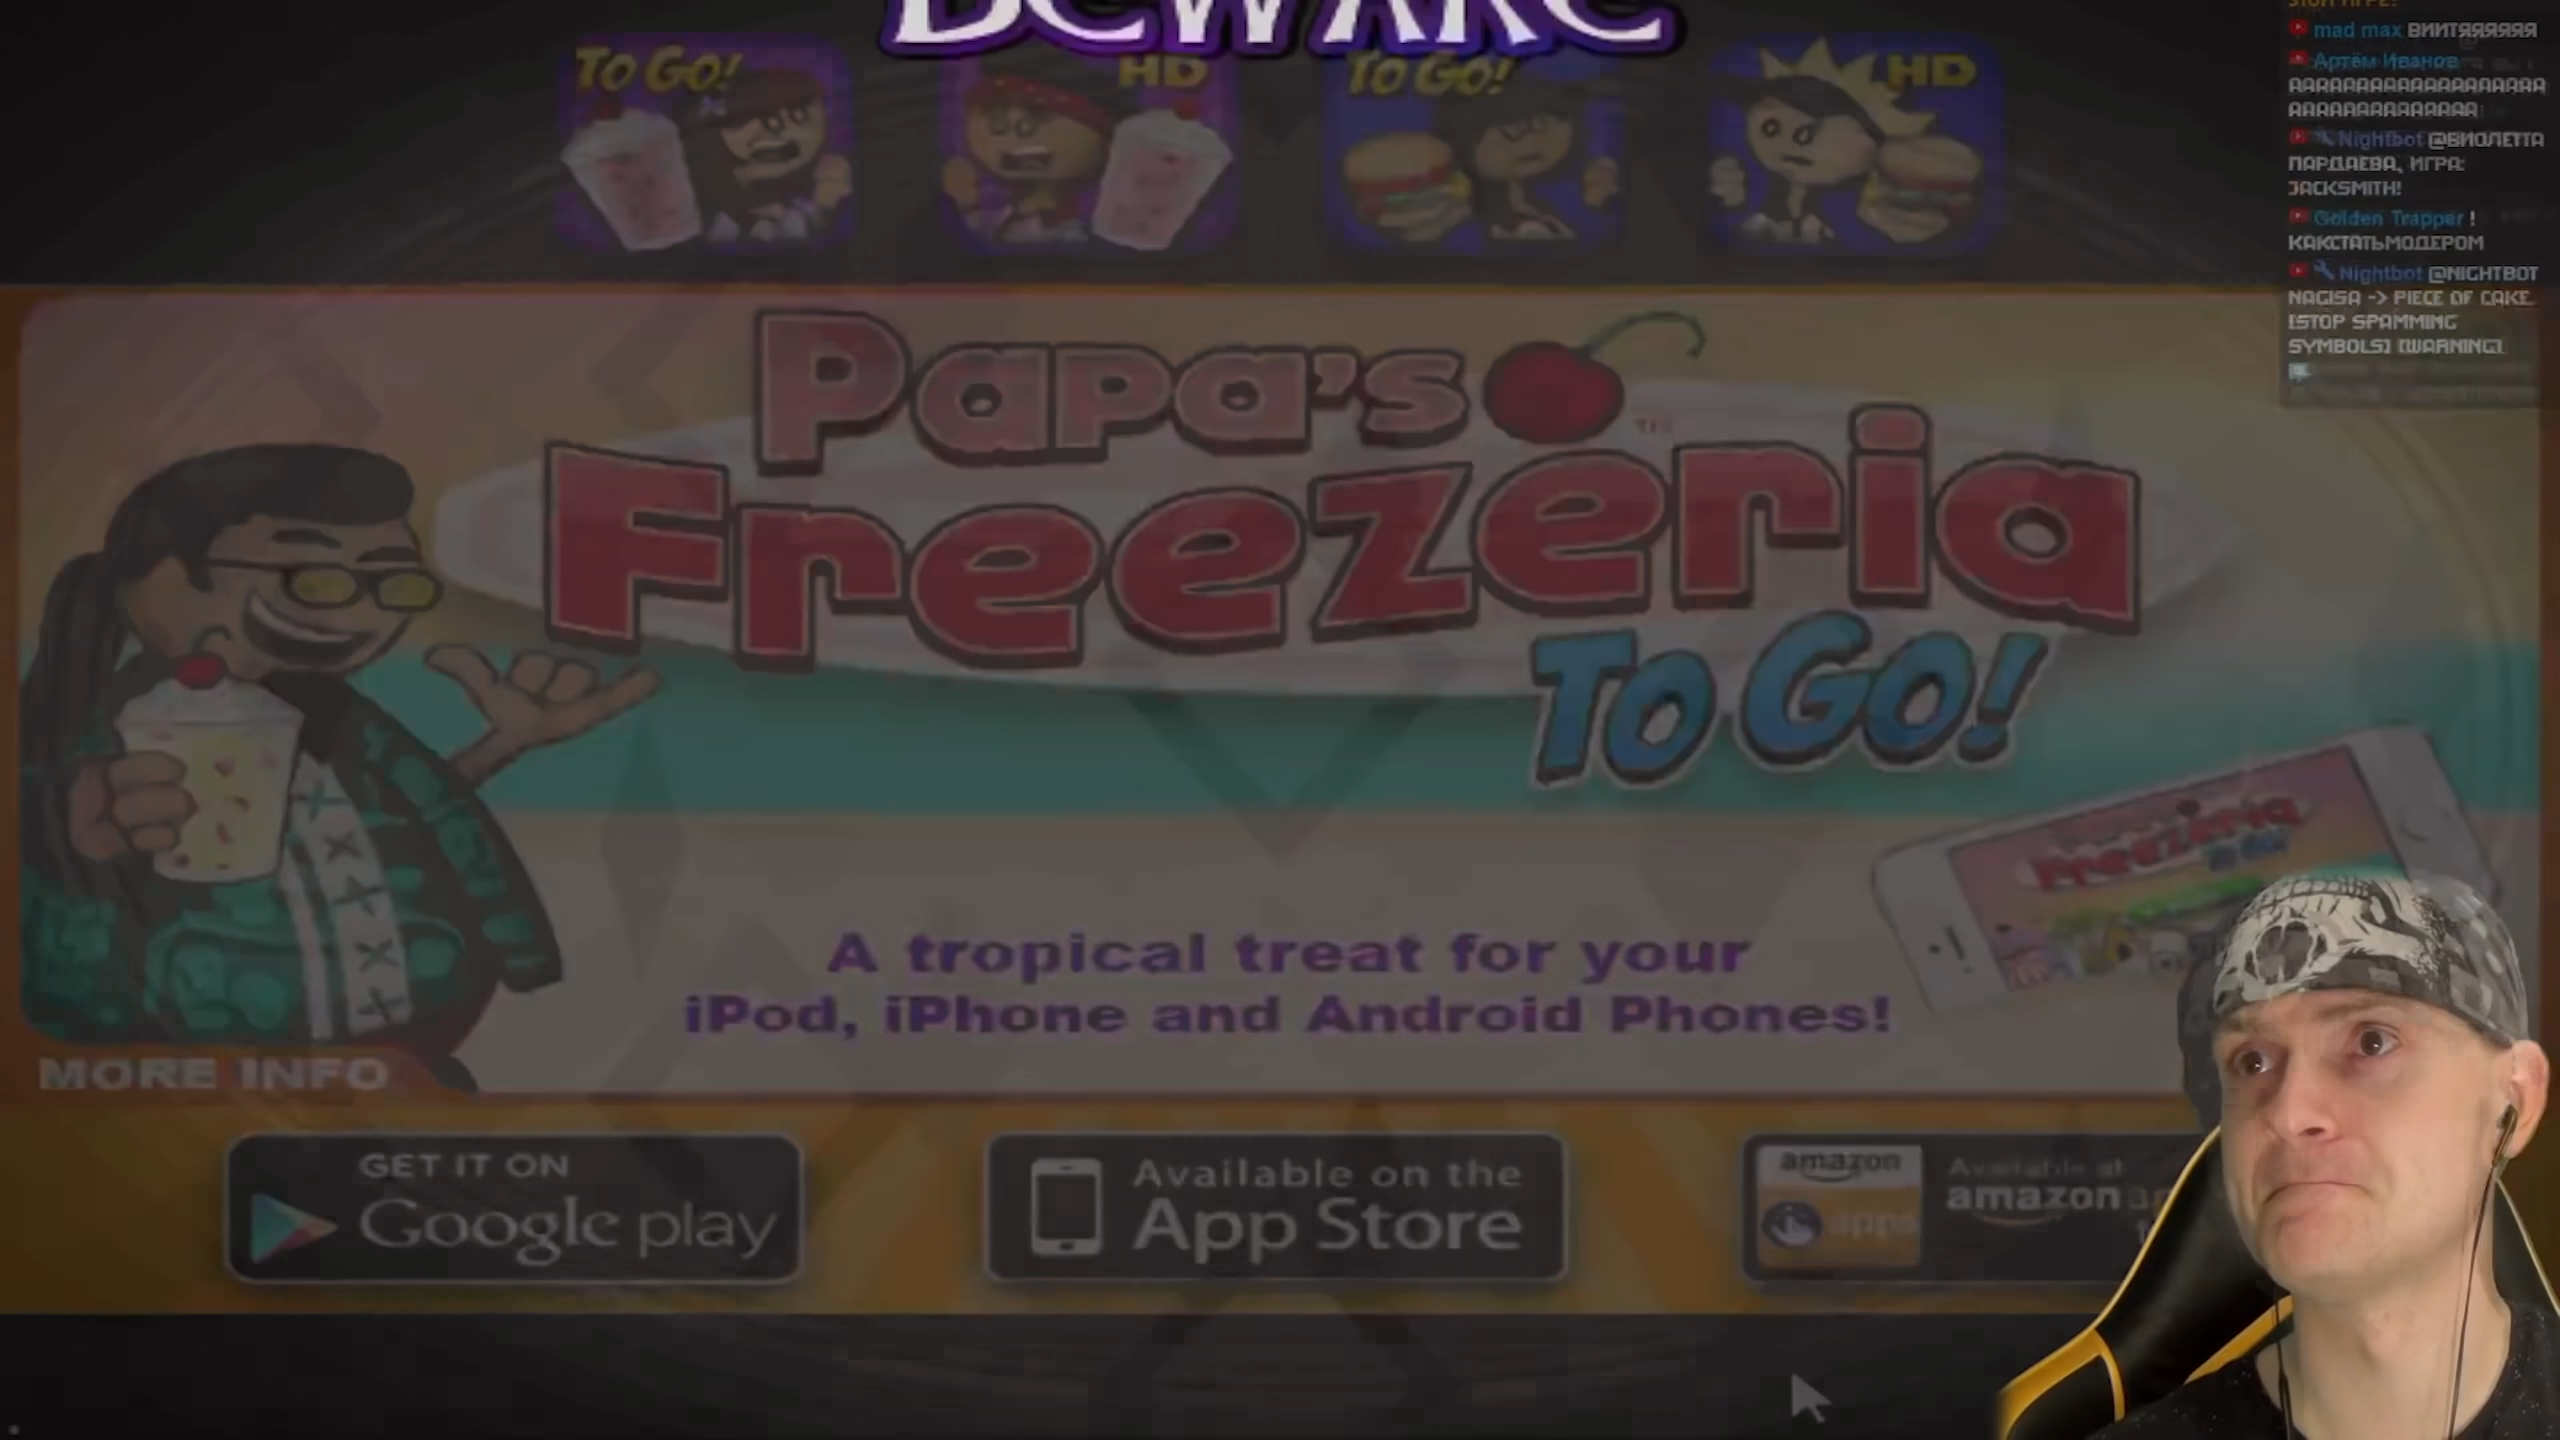 BEWARE
TO GO!
HD
TO GO!
HD
Papa's
Freezeria
TO GO!
A tropical treat for your
iPod, iPhone and Android Phones!
MORE INFO
GET IT ON
Google play
Available on the
App Store
amazon
apps
Available at
amazon
Freezeria
mad max ВИИТЯЯЯЯЯЯ
Артём Иванов
Nightbot @ВИОЛЕТТА
ПАРДАЕВА, ИГРА:
JACKSMITH!
Golden Trapper !
КАКСТАТЬМОДЕРОМ
Nightbot @NIGHTBOT
NAGISA -> PIECE OF CAKE.
[STOP SPAMMING
SYMBOLS] [WARNING]